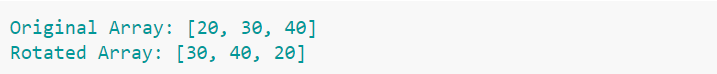 Original Array: [20, 30, 40]
Rotated Array: [30, 40, 20]